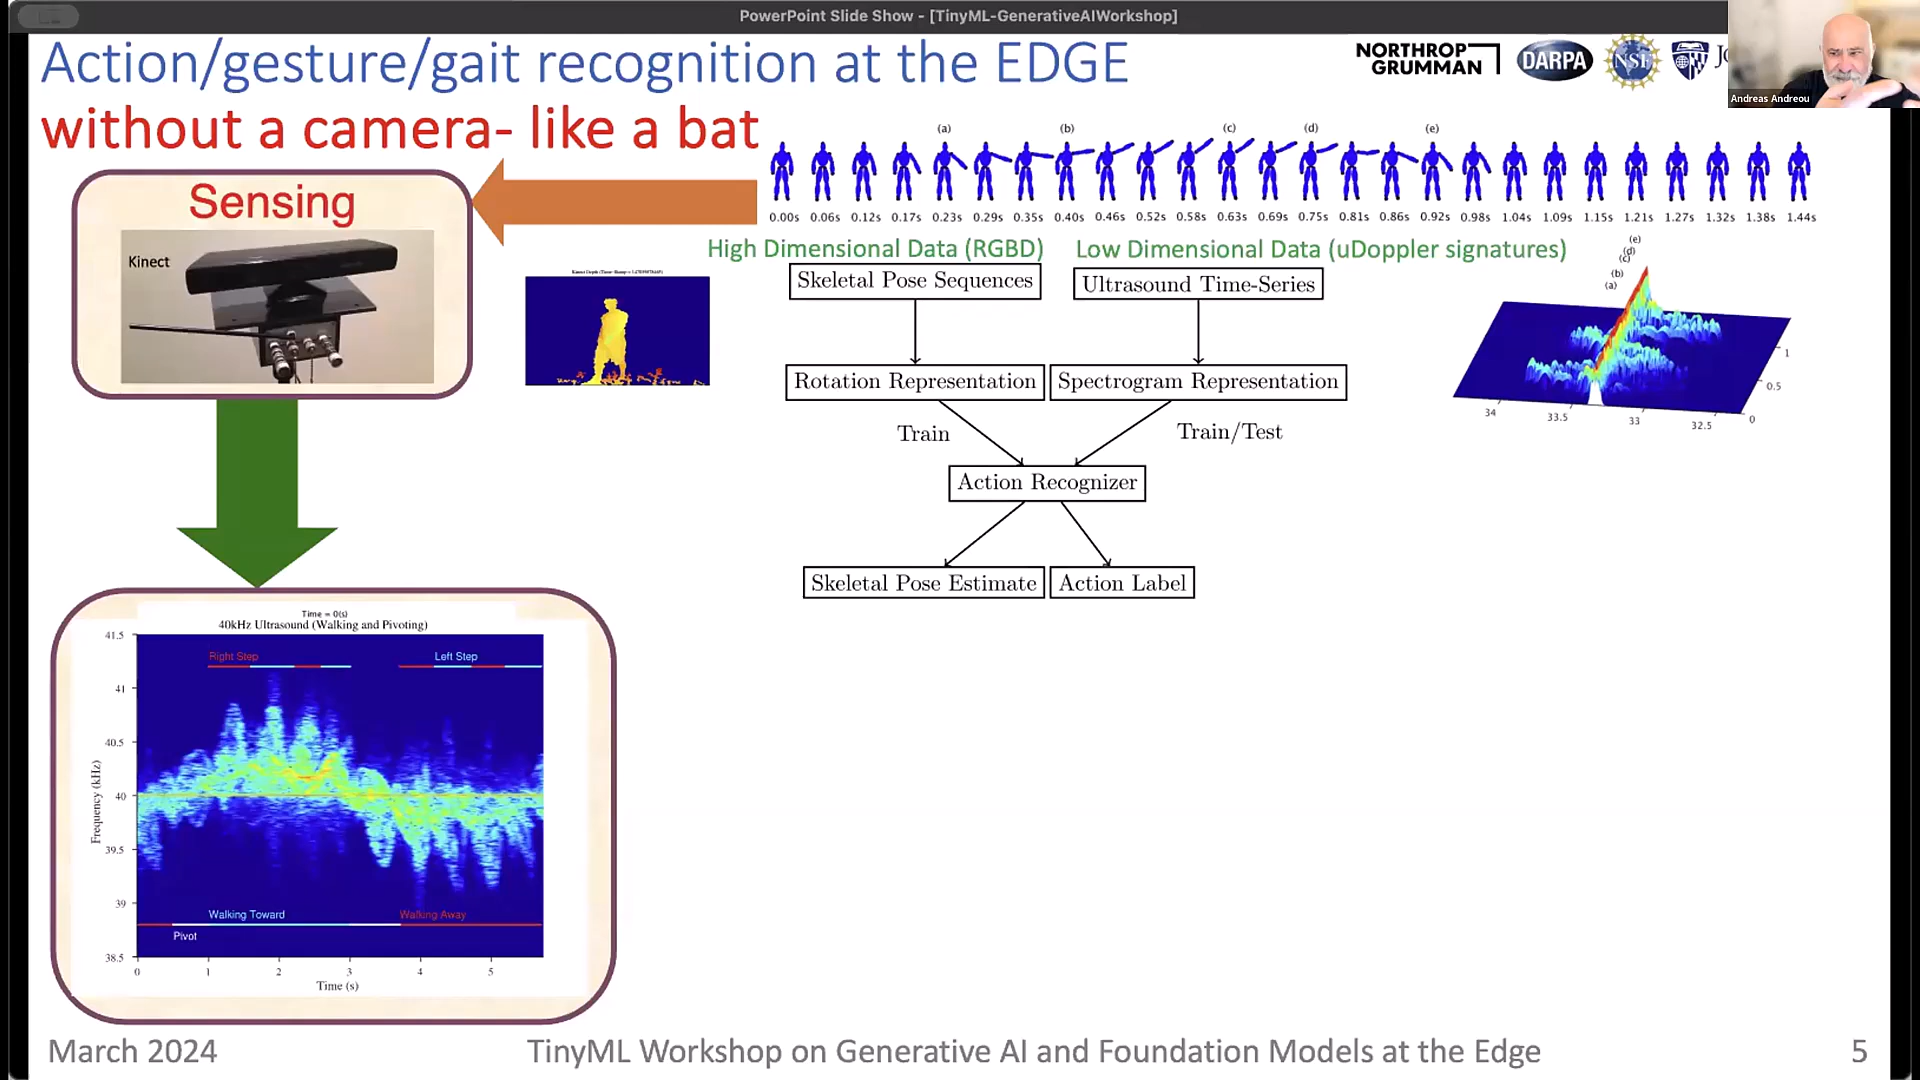 PowerPoint Slide Show - [TinyML-GenerativeAIWorkshop]
Action/gesture/gait recognition at the EDGE
without a camera- like a bat
NORTHROP
GRUMMAN
DARPA
NSF
Andreas Andreou
(a) (b) (c) (d) (e)
0.00s 0.06s 0.12s 0.17s 0.23s 0.29s 0.35s 0.40s 0.46s 0.52s 0.58s 0.63s 0.69s 0.75s 0.81s 0.86s 0.92s 0.98s 1.04s 1.09s 1.15s 1.21s 1.27s 1.32s 1.38s 1.44s
Sensing
Kinect
High Dimensional Data (RGBD)
Low Dimensional Data (uDoppler signatures)
Skeletal Pose Sequences
Ultrasound Time-Series
Rotation Representation
Spectrogram Representation
Train
Train/Test
Action Recognizer
Skeletal Pose Estimate
Action Label
(e)
(d)
(c)
(b)
(a)
1
0.5
0
34 33.5 33 32.5
Time = 0(s)
40kHz Ultrasound (Walking and Pivoting)
41.5
41
40.5
40
39.5
39
38.5
Frequency (kHz)
Right Step
Left Step
Walking Toward
Walking Away
Pivot
0 1 2 3 4 5
Time (s)
March 2024
TinyML Workshop on Generative AI and Foundation Models at the Edge
5